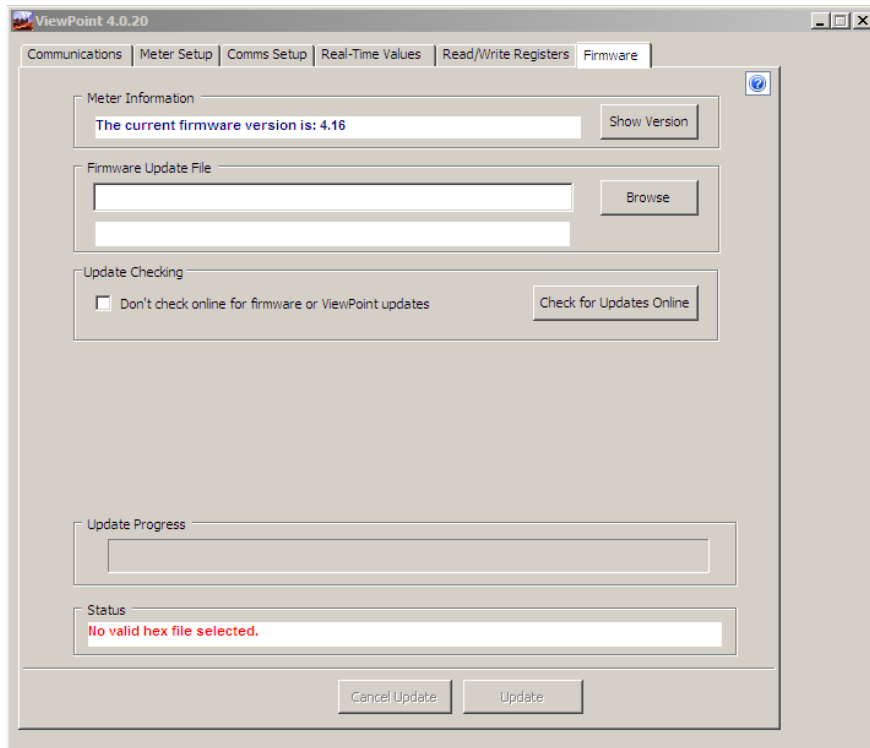 ViewPoint 4.0.20
Communications Meter Setup Comms Setup Real-Time Values Read/Write Registers Firmware
Meter Information
The current firmware version is: 4.16
Show Version
Firmware Update File
Browse
Update Checking
Don't check online for firmware or ViewPoint updates
Check for Updates Online
Update Progress
Status
No valid hex file selected.
Cancel Update Update